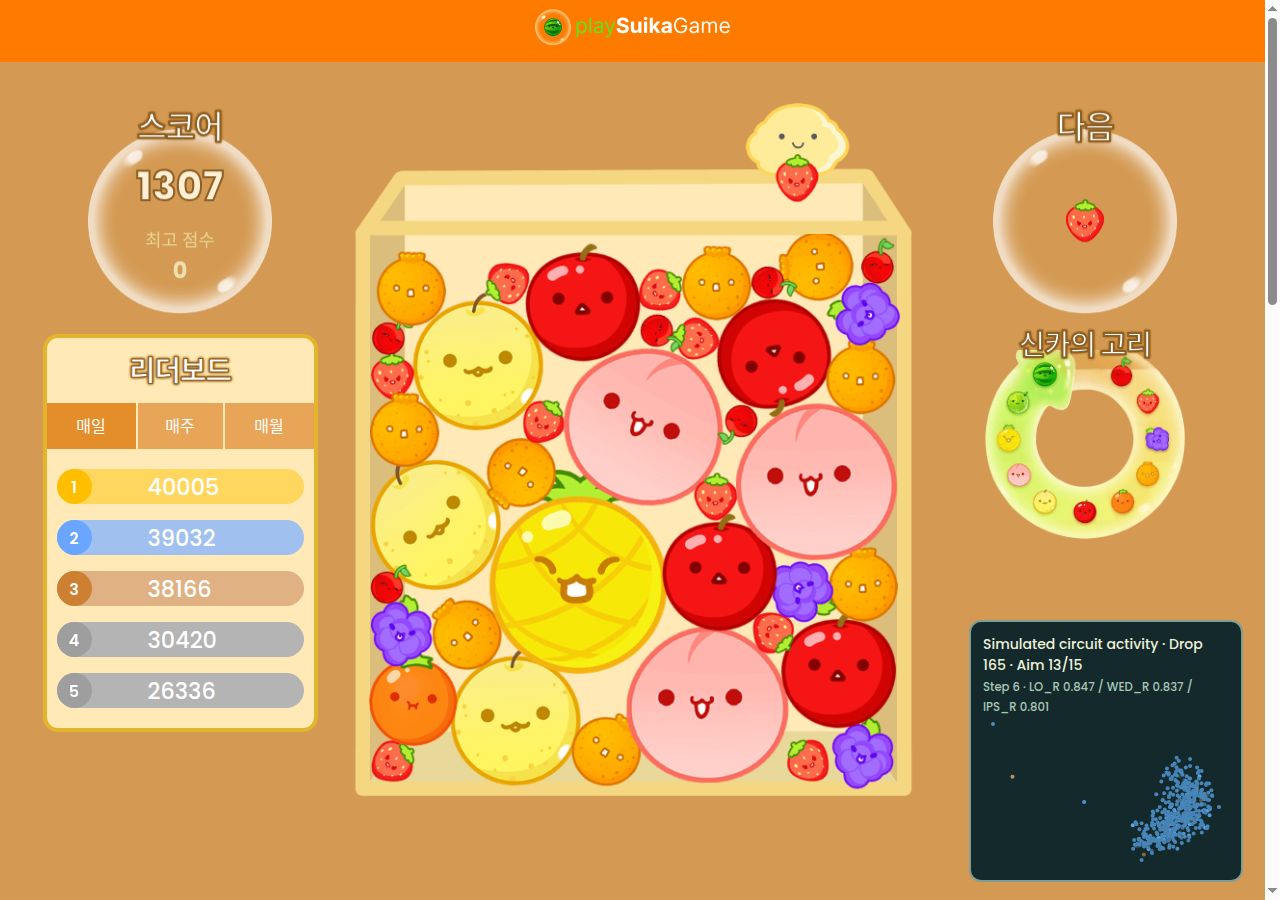 playSuikaGame
스코어
1307
최고 점수
0
다음
리더보드
매일
매주
매월
1
40005
2
39032
3
38166
4
30420
5
26336
신카의 고리
Simulated circuit activity · Drop
165 · Aim 13/15
Step 6 · LO_R 0.847 / WED_R 0.837 /
IPS_R 0.801